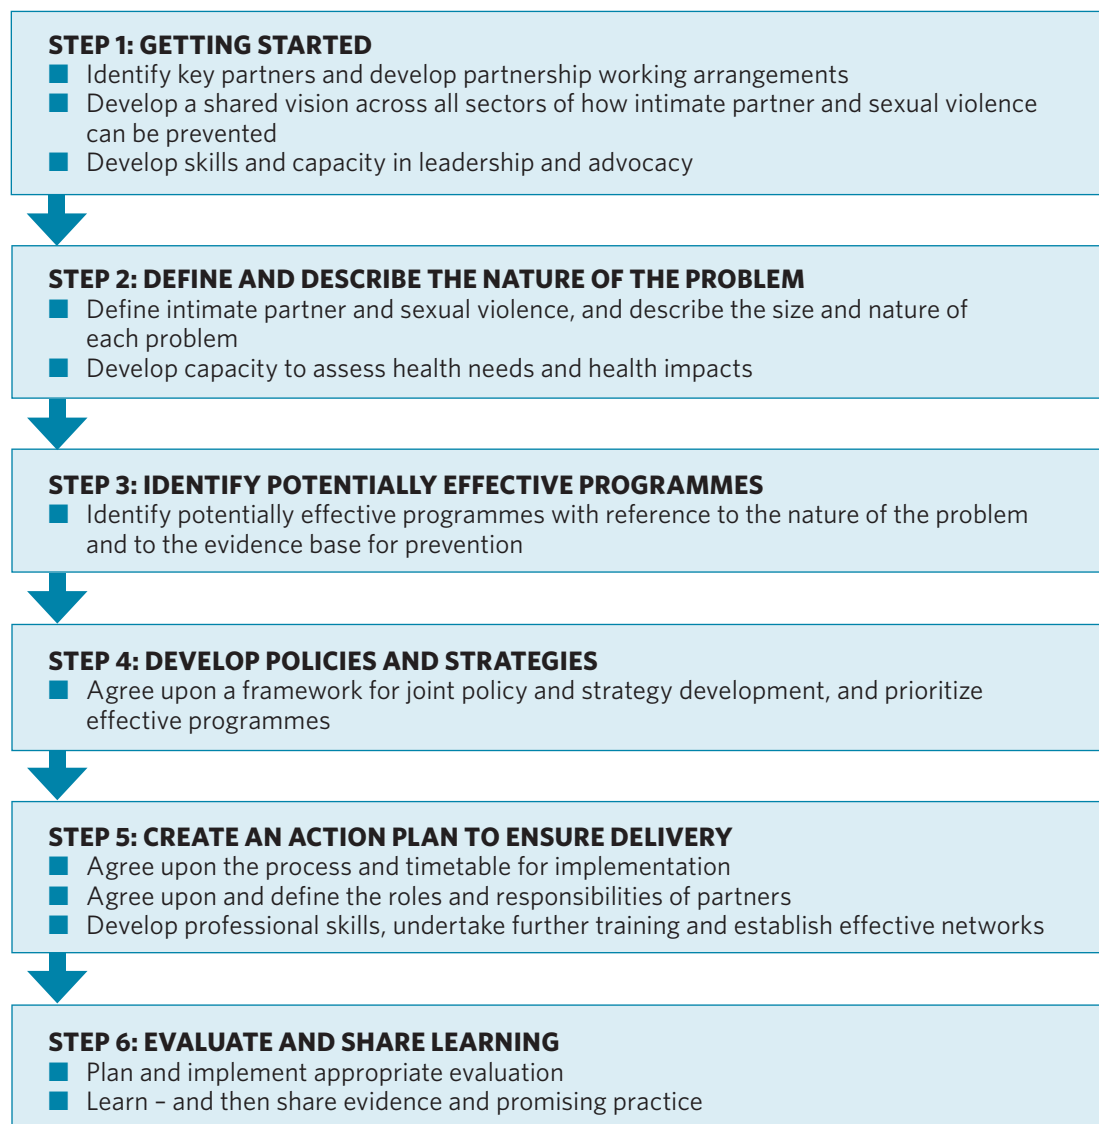 STEP 1: GETTING STARTED
■ Identify key partners and develop partnership working arrangements
■ Develop a shared vision across all sectors of how intimate partner and sexual violence
can be prevented
■ Develop skills and capacity in leadership and advocacy
STEP 2: DEFINE AND DESCRIBE THE NATURE OF THE PROBLEM
■ Define intimate partner and sexual violence, and describe the size and nature of
each problem
■ Develop capacity to assess health needs and health impacts
STEP 3: IDENTIFY POTENTIALLY EFFECTIVE PROGRAMMES
■ Identify potentially effective programmes with reference to the nature of the problem
and to the evidence base for prevention
STEP 4: DEVELOP POLICIES AND STRATEGIES
■ Agree upon a framework for joint policy and strategy development, and prioritize
effective programmes
STEP 5: CREATE AN ACTION PLAN TO ENSURE DELIVERY
■ Agree upon the process and timetable for implementation
■ Agree upon and define the roles and responsibilities of partners
■ Develop professional skills, undertake further training and establish effective networks
STEP 6: EVALUATE AND SHARE LEARNING
■ Plan and implement appropriate evaluation
■ Learn – and then share evidence and promising practice